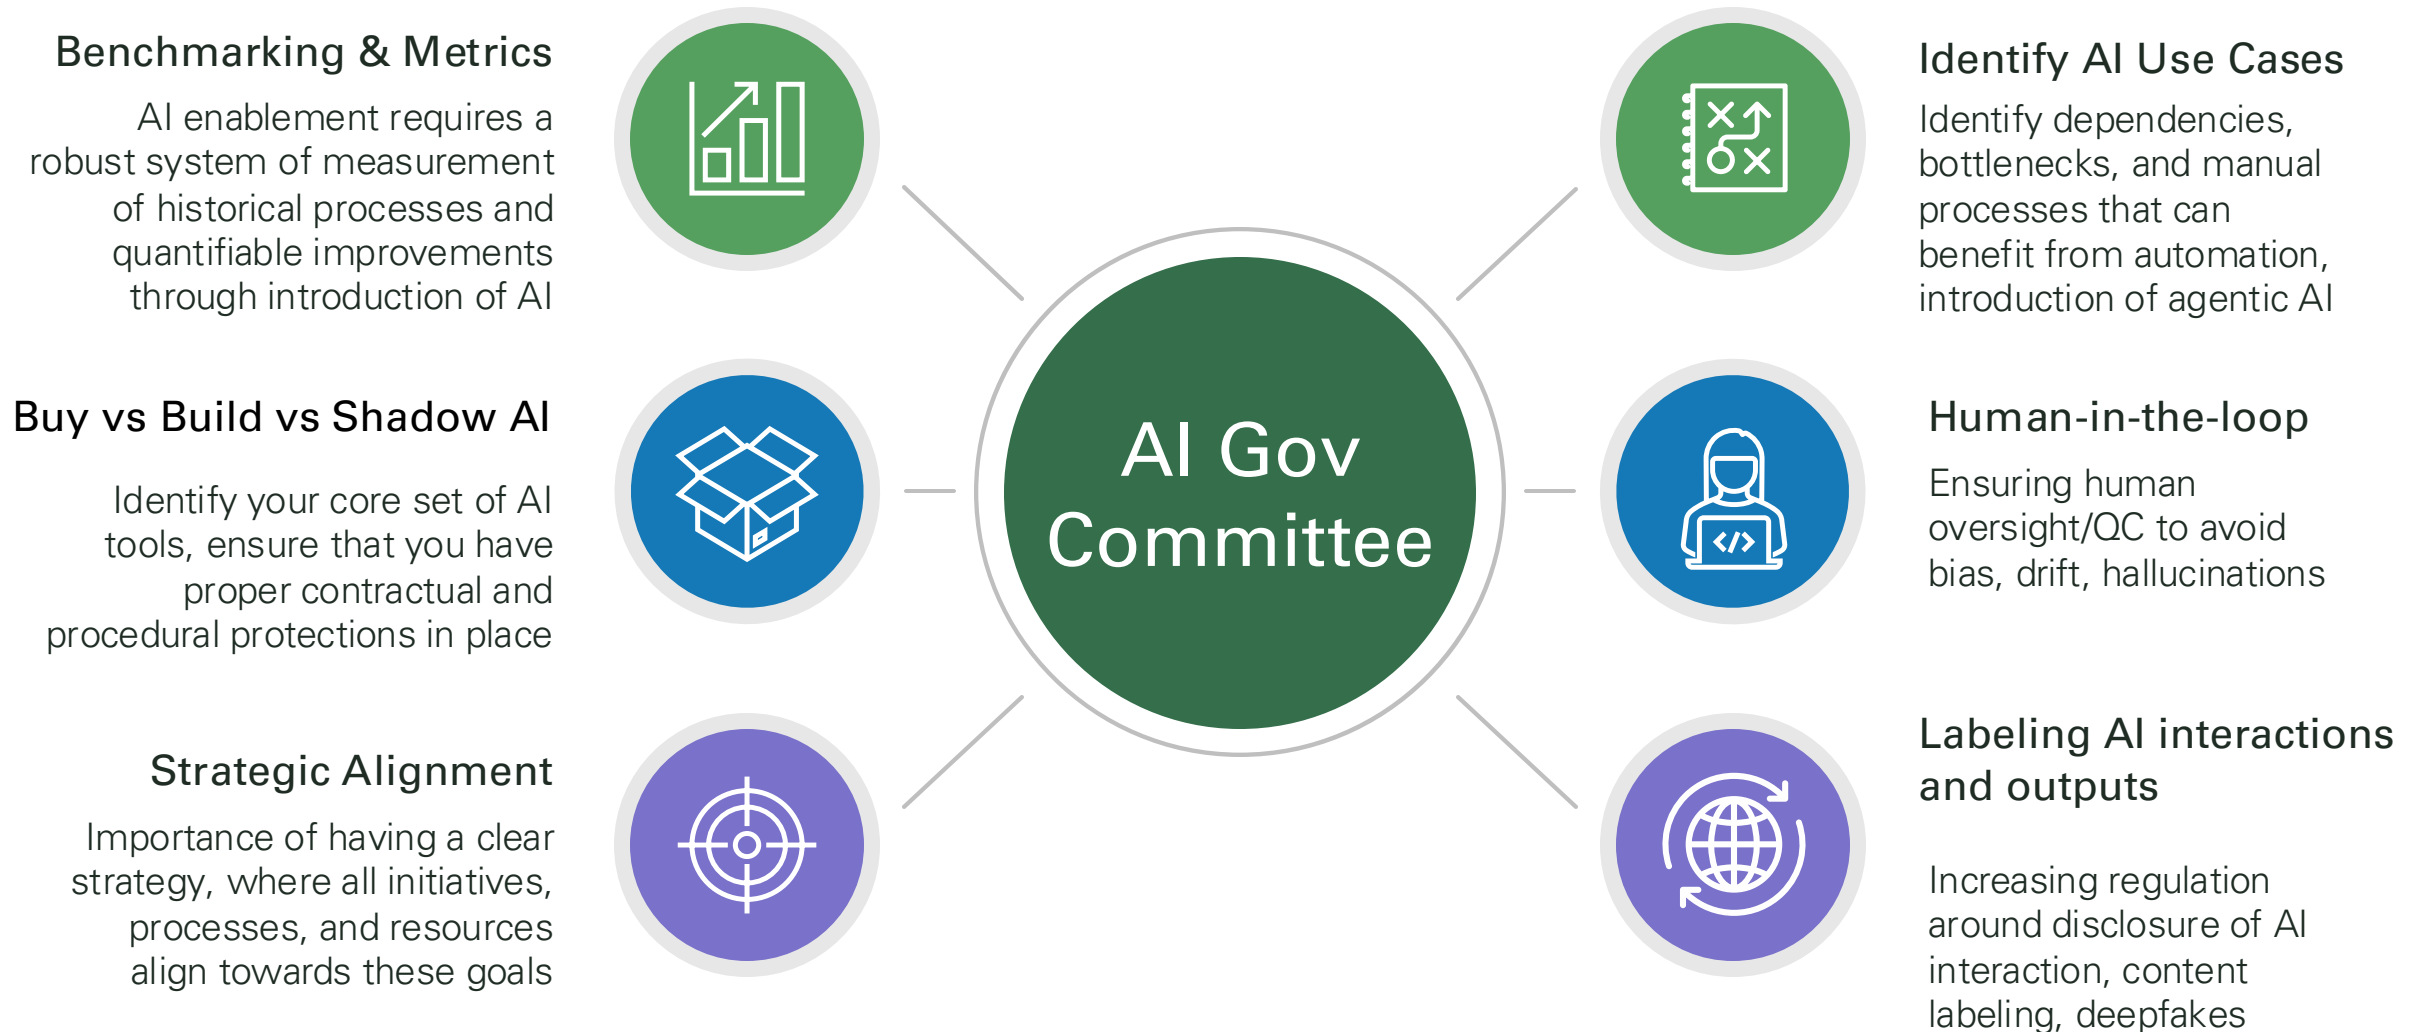 Benchmarking & Metrics
AI enablement requires a
robust system of measurement
of historical processes and
quantifiable improvements
through introduction of AI
Buy vs Build vs Shadow AI
Identify your core set of AI
tools, ensure that you have
proper contractual and
procedural protections in place
Strategic Alignment
Importance of having a clear
strategy, where all initiatives,
processes, and resources
align towards these goals
AI Gov
Committee
Identify AI Use Cases
Identify dependencies,
bottlenecks, and manual
processes that can
benefit from automation,
introduction of agentic AI
Human-in-the-loop
Ensuring human
oversight/QC to avoid
bias, drift, hallucinations
</>
Labeling AI interactions
and outputs
Increasing regulation
around disclosure of AI
interaction, content
labeling, deepfakes